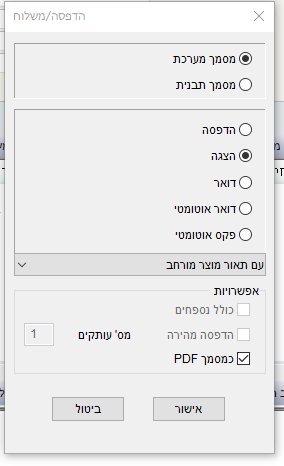 הדפסה/משלוח
מסמך מערכת
מסמך תבנית
הדפסה
הצגה
דואר
דואר אוטומטי
פקס אוטומטי
עם תאור מוצר מורחב
אפשרויות
כולל נספחים
הדפסה מהירה
מס' עותקים
1
כמסמך PDF
אישור
ביטול